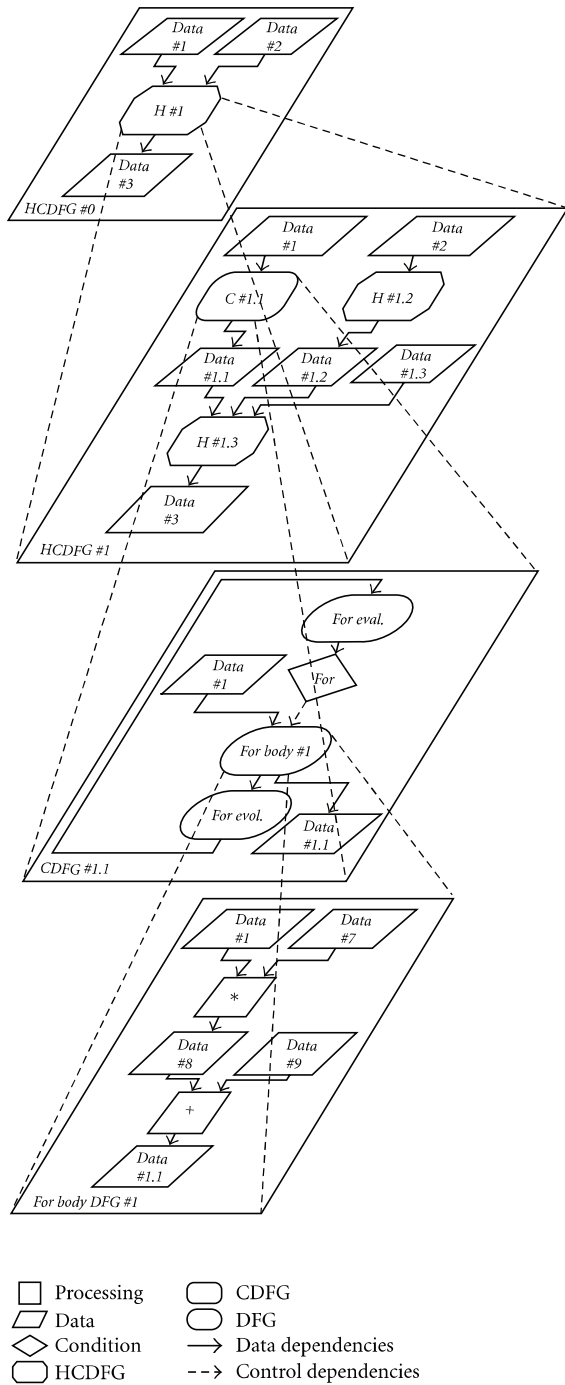 Data
#1
Data
#2
H #1
Data
#3
HCDFG #0
Data
#1
Data
#2
C #1.1
H #1.2
Data
#1.1
Data
#1.2
Data
#1.3
H #1.3
Data
#3
HCDFG #1
For eval.
Data
#1
For
For body #1
For evol.
Data
#1.1
CDFG #1.1
Data
#1
Data
#7
*
Data
#8
Data
#9
+
Data
#1.1
For body DFG #1
Processing
Data
Condition
HCDFG
CDFG
DFG
Data dependencies
Control dependencies